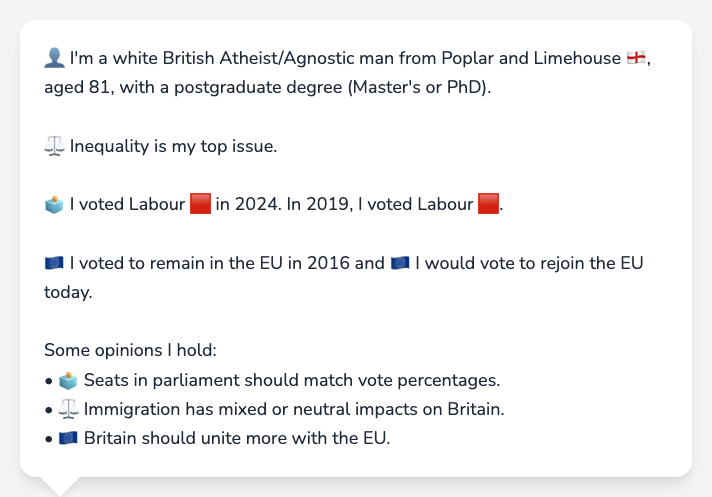 👤 I'm a white British Atheist/Agnostic man from Poplar and Limehouse 🏴󠁧󠁢󠁥󠁮󠁧󠁿,
aged 81, with a postgraduate degree (Master's or PhD).
⚖️ Inequality is my top issue.
🗳️ I voted Labour 🟥 in 2024. In 2019, I voted Labour 🟥.
🇪🇺 I voted to remain in the EU in 2016 and 🇪🇺 I would vote to rejoin the EU
today.
Some opinions I hold:
• 🗳️ Seats in parliament should match vote percentages.
• ⚖️ Immigration has mixed or neutral impacts on Britain.
• 🇪🇺 Britain should unite more with the EU.